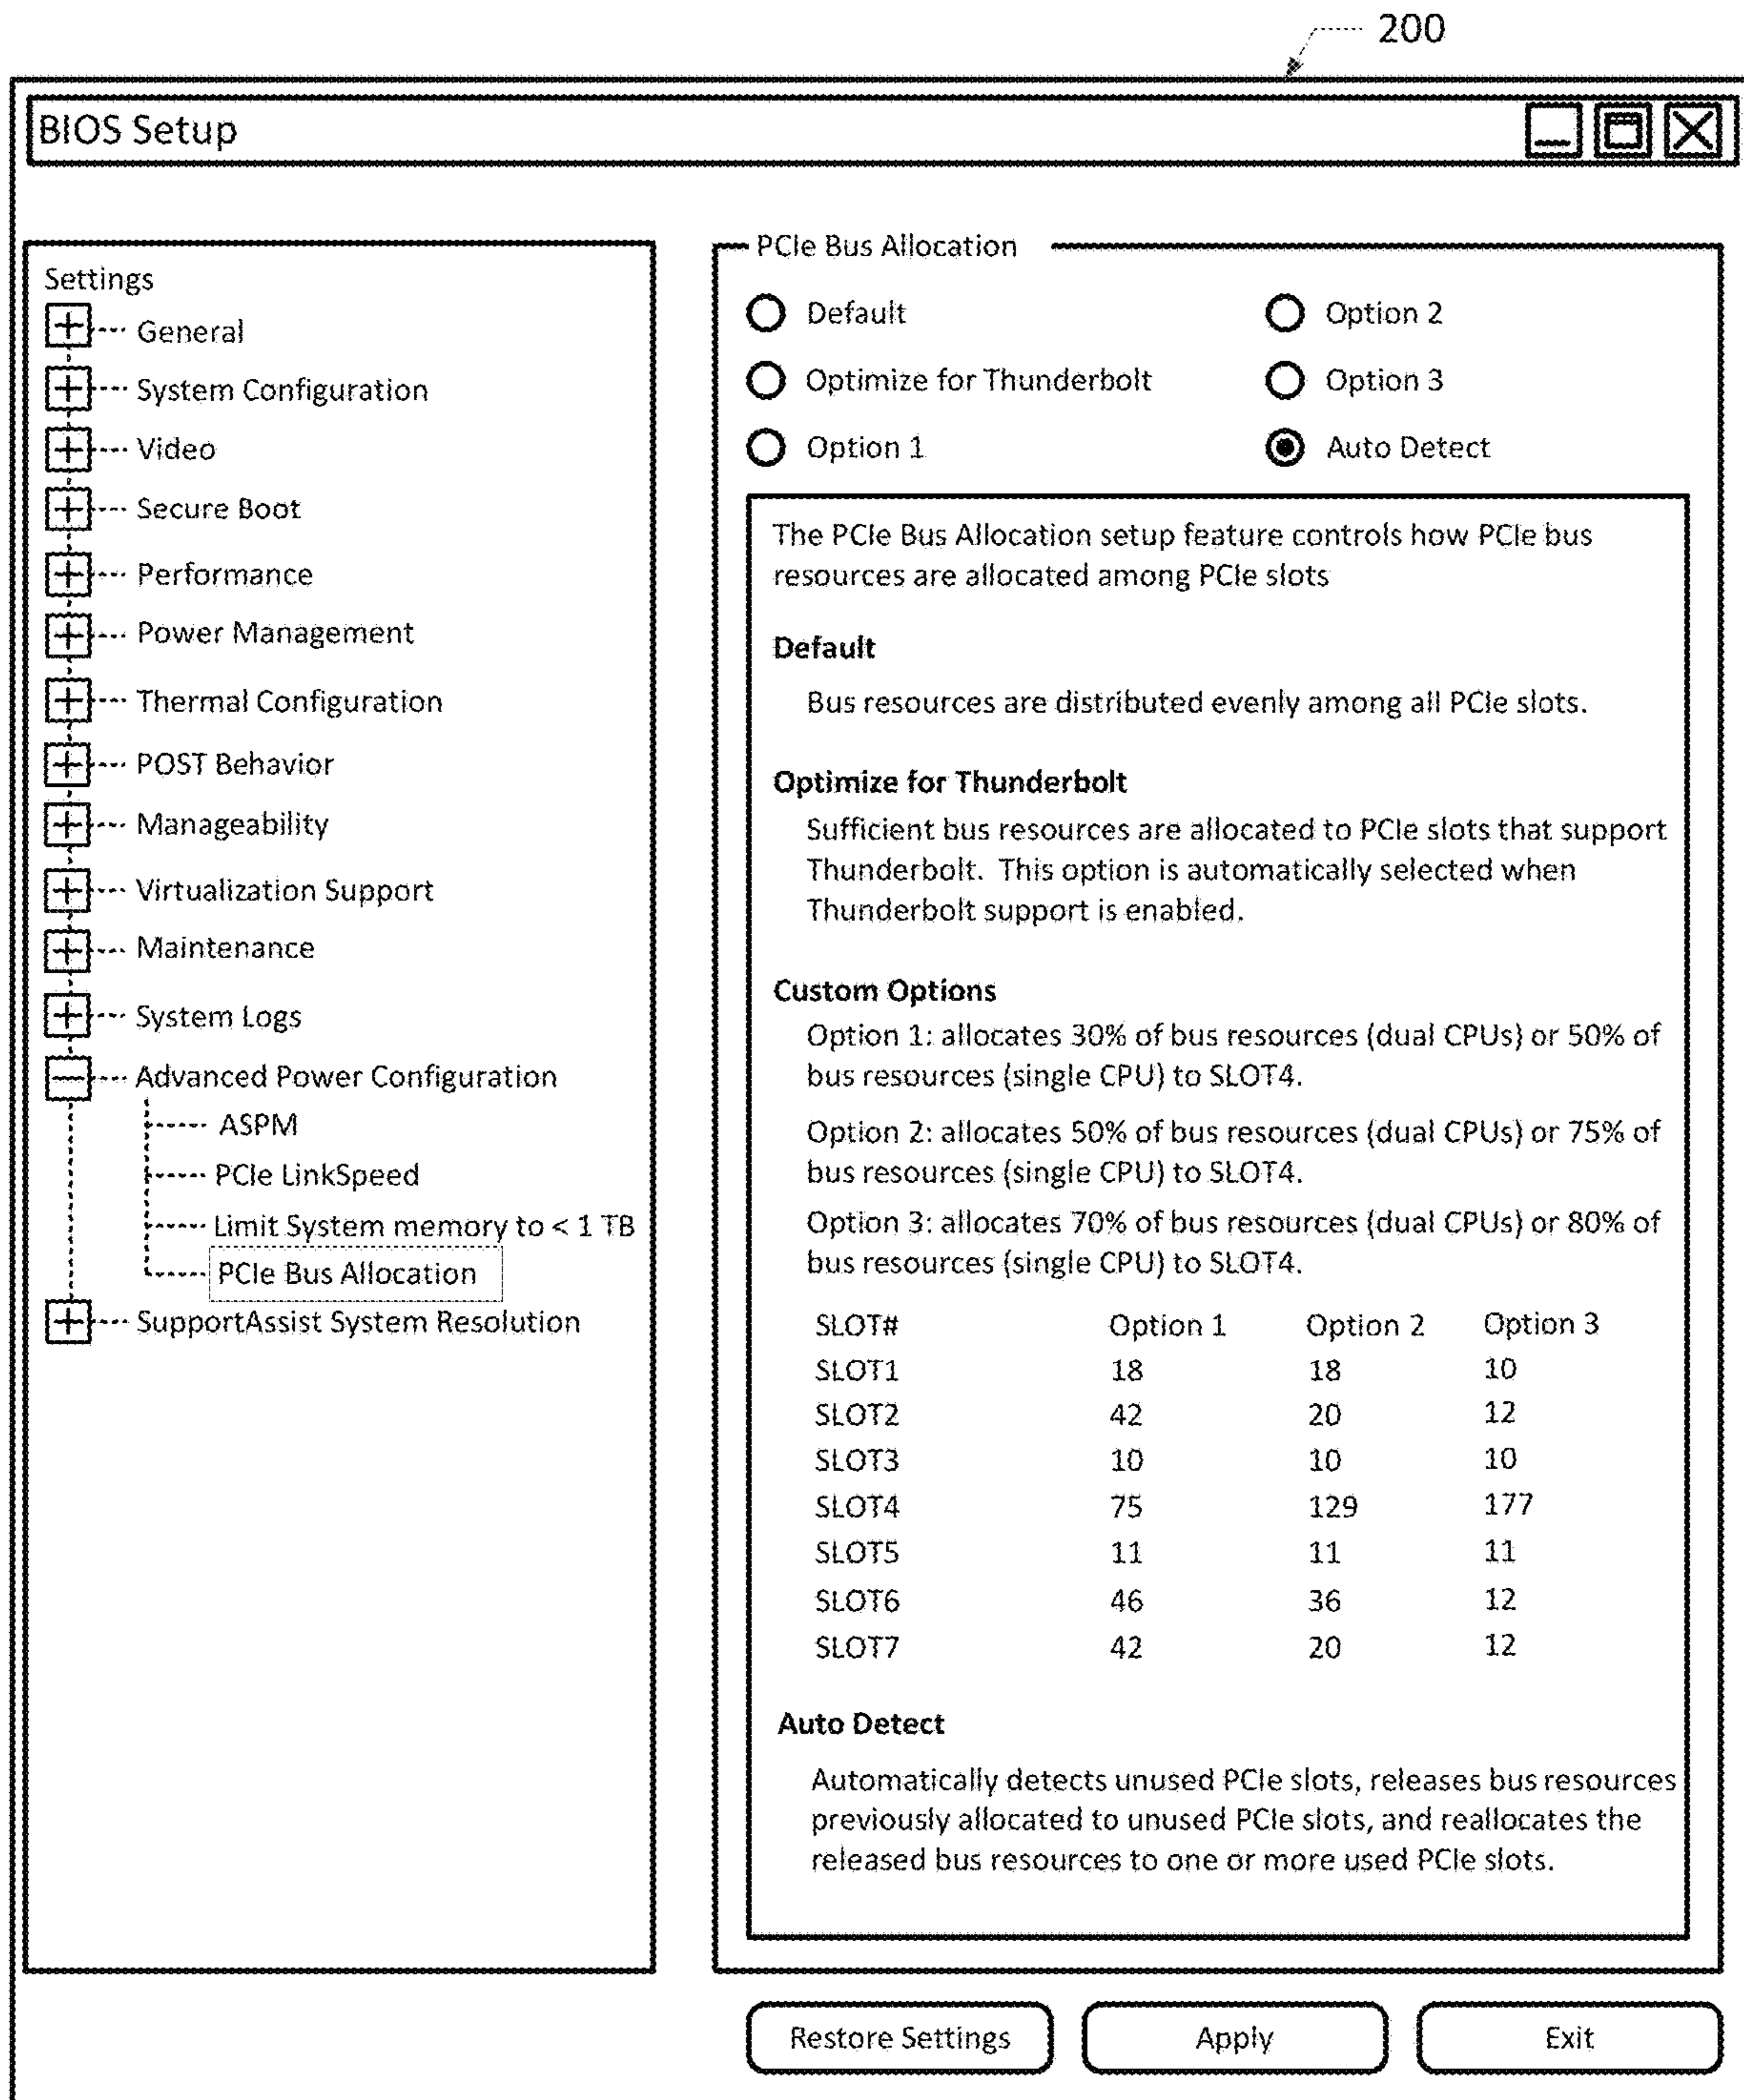 200
BIOS Setup
Settings
General
System Configuration
Video
Secure Boot
Performance
Power Management
Thermal Configuration
POST Behavior
Manageability
Virtualization Support
Maintenance
System Logs
Advanced Power Configuration
ASPM
PCIe LinkSpeed
Limit System memory to < 1 TB
PCIe Bus Allocation
SupportAssist System Resolution
PCIe Bus Allocation
Default
Option 2
Optimize for Thunderbolt
Option 3
Option 1
Auto Detect
The PCIe Bus Allocation setup feature controls how PCIe bus
resources are allocated among PCIe slots
Default
Bus resources are distributed evenly among all PCIe slots.
Optimize for Thunderbolt
Sufficient bus resources are allocated to PCIe slots that support
Thunderbolt. This option is automatically selected when
Thunderbolt support is enabled.
Custom Options
Option 1: allocates 30% of bus resources (dual CPUs) or 50% of
bus resources (single CPU) to SLOT4.
Option 2: allocates 50% of bus resources (dual CPUs) or 75% of
bus resources (single CPU) to SLOT4.
Option 3: allocates 70% of bus resources (dual CPUs) or 80% of
bus resources (single CPU) to SLOT4.
SLOT# Option 1 Option 2 Option 3
SLOT1 18 18 10
SLOT2 42 20 12
SLOT3 10 10 10
SLOT4 75 129 177
SLOT5 11 11 11
SLOT6 46 36 12
SLOT7 42 20 12
Auto Detect
Automatically detects unused PCIe slots, releases bus resources
previously allocated to unused PCIe slots, and reallocates the
released bus resources to one or more used PCIe slots.
Restore Settings Apply Exit